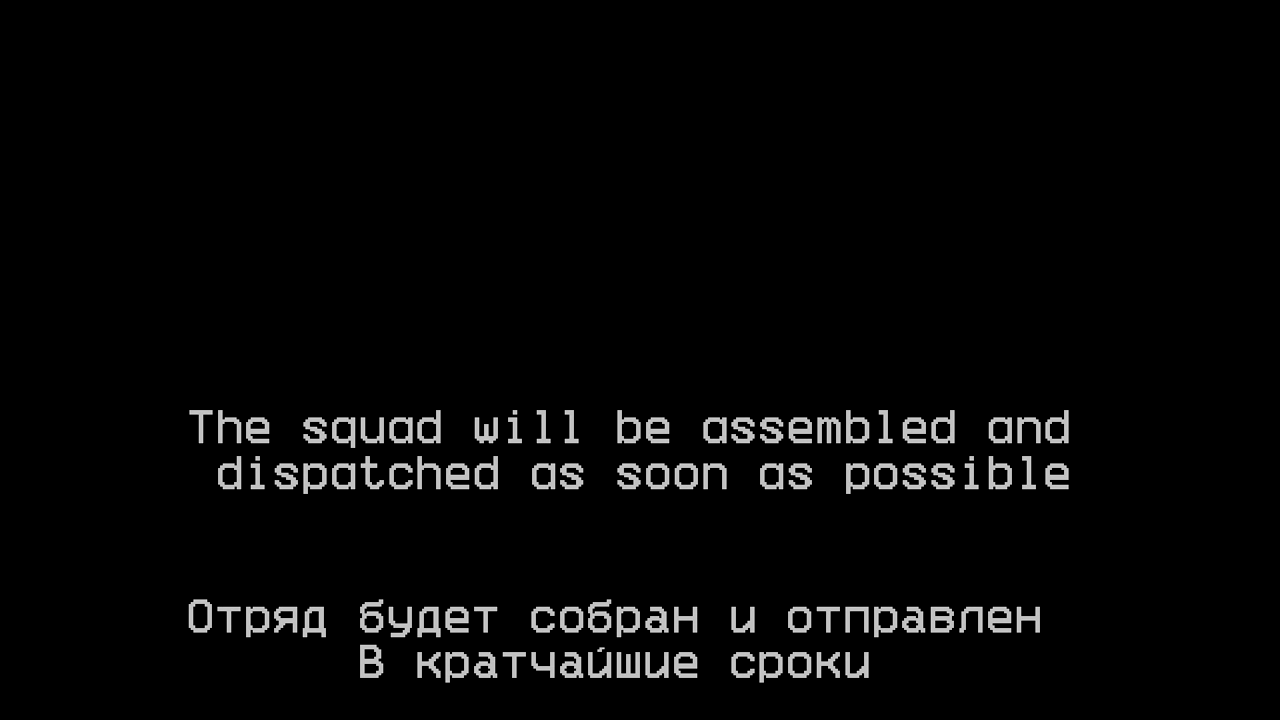 The squad will be assembled and
dispatched as soon as possible
Отряд будет собран и отправлен
В кратчайшие сроки